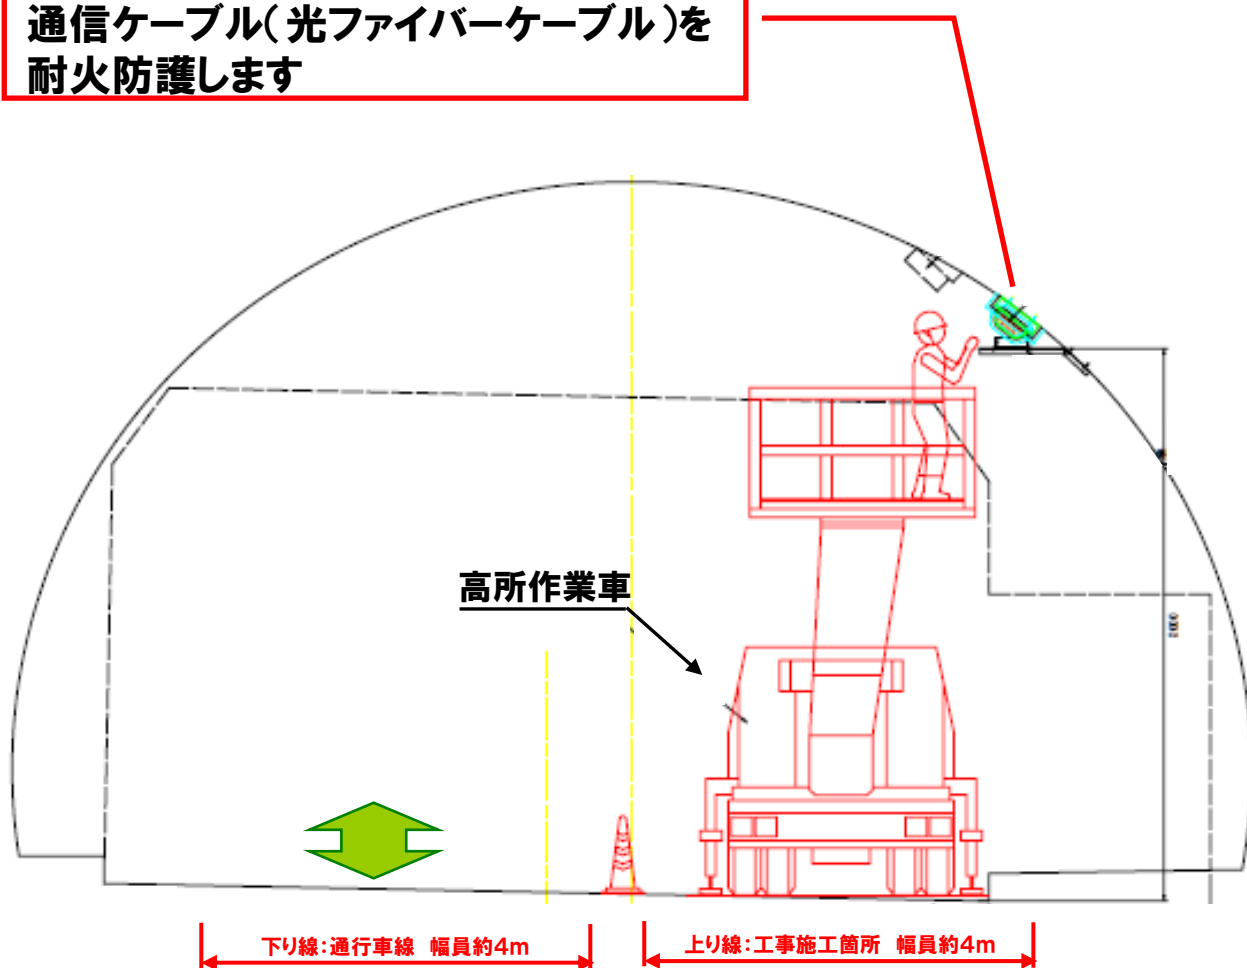 通信ケーブル(光ファイバーケーブル)を
耐火防護します
高所作業車
下り線:通行車線 幅員約4m
上り線:工事施工箇所 幅員約4m